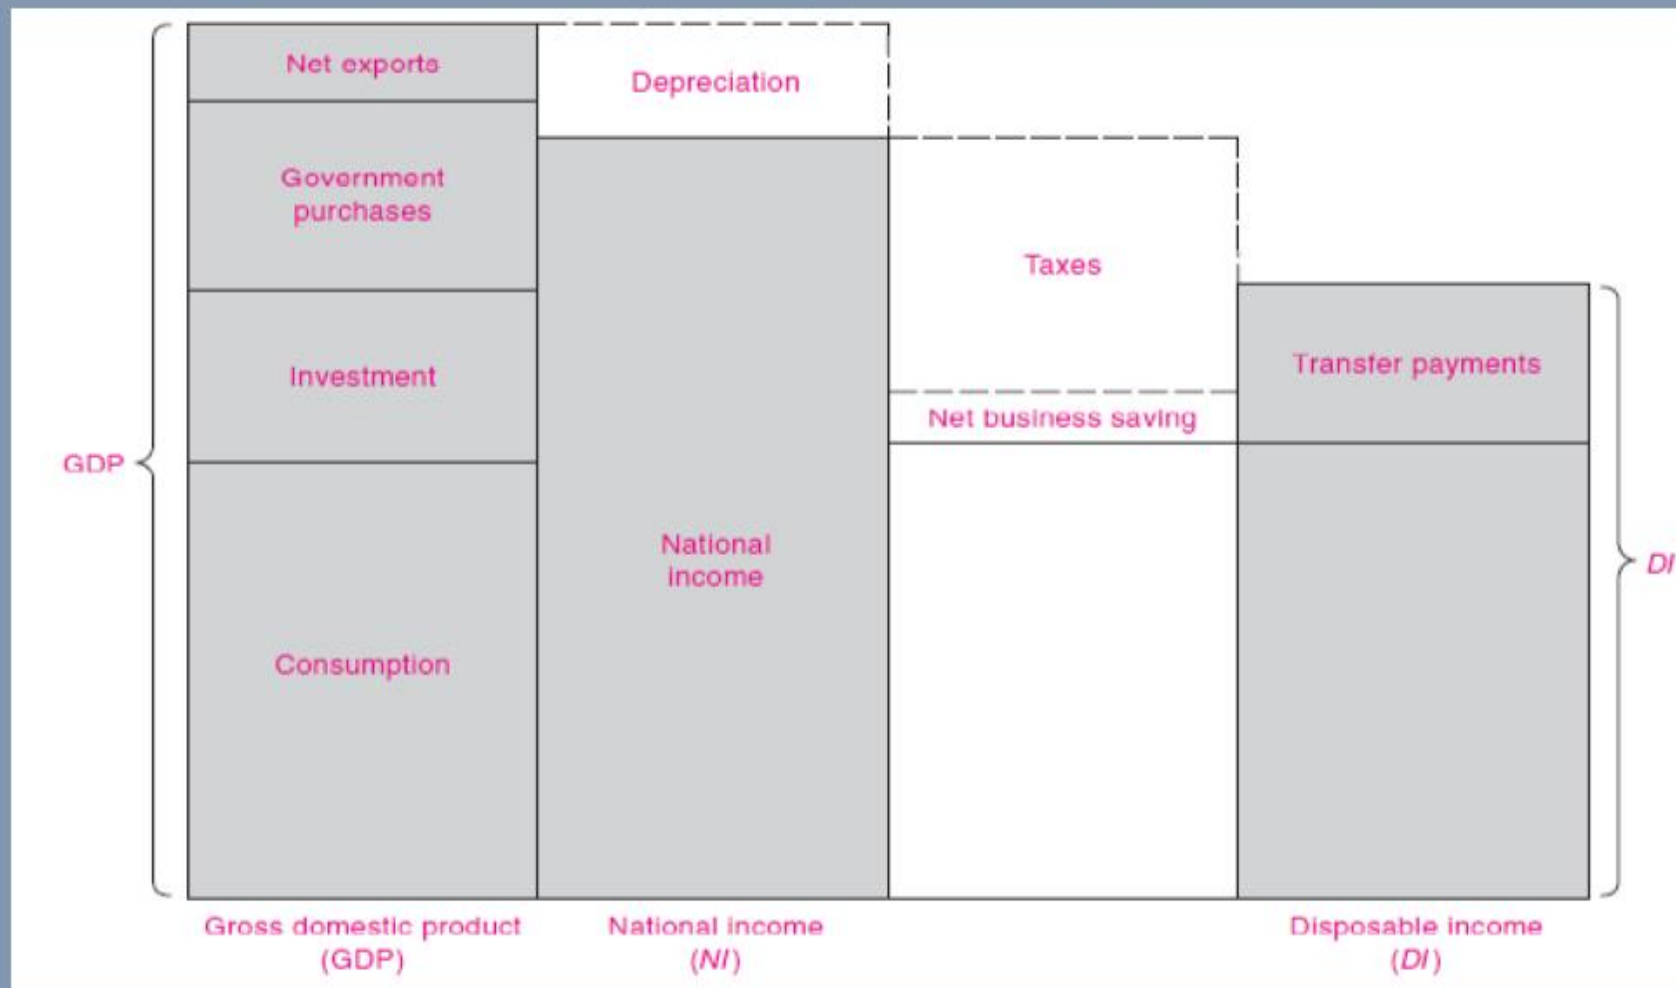 Net exports
Depreciation
Government
purchases
Taxes
Investment
Transfer payments
Net business saving
GDP
National
income
DI
Consumption
Gross domestic product
(GDP)
National income
(NI)
Disposable income
(DI)